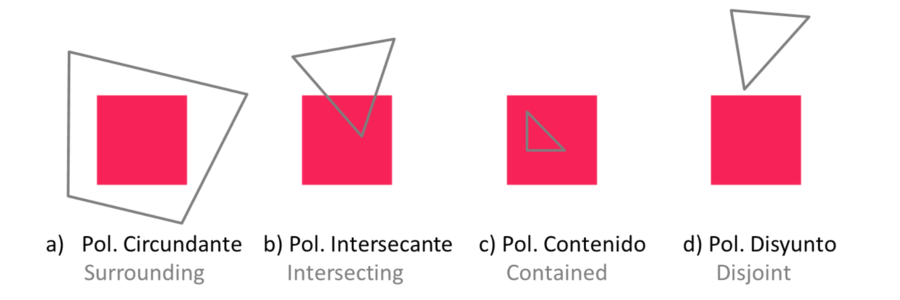 a) Pol. Circundante
Surrounding
b) Pol. Intersecante
Intersecting
c) Pol. Contenido
Contained
d) Pol. Disyunto
Disjoint